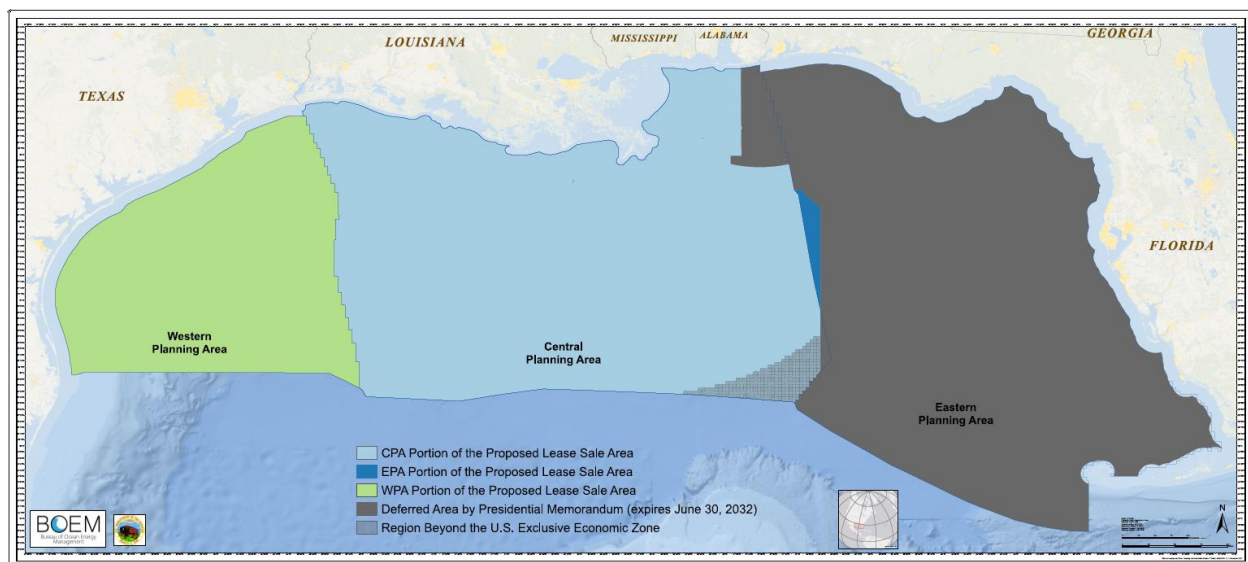 GEORGIA
LOUISIANA
MISSISSIPPI
ALABAMA
TEXAS
FLORIDA
Western
Planning Area
Central
Planning Area
Eastern
Planning Area
CPA Portion of the Proposed Lease Sale Area
EPA Portion of the Proposed Lease Sale Area
WPA Portion of the Proposed Lease Sale Area
Deferred Area by Presidential Memorandum (expires June 30, 2032)
Region Beyond the U.S. Exclusive Economic Zone
BOEM
Bureau of Ocean Energy
Management
N